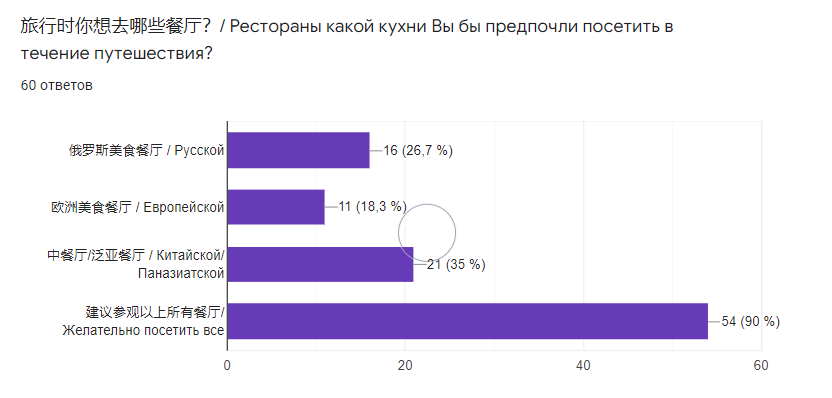 旅行时你想去哪些餐厅？/ Рестораны какой кухни Вы бы предпочли посетить в
течение путешествия?
60 ответов
俄罗斯美食餐厅 / Русской
16 (26,7 %)
欧洲美食餐厅 / Европейской
11 (18,3 %)
中餐厅/泛亚餐厅 / Китайской/
Паназиатской
21 (35 %)
建议参观以上所有餐厅/
Желательно посетить все
54 (90 %)
0 20 40 60